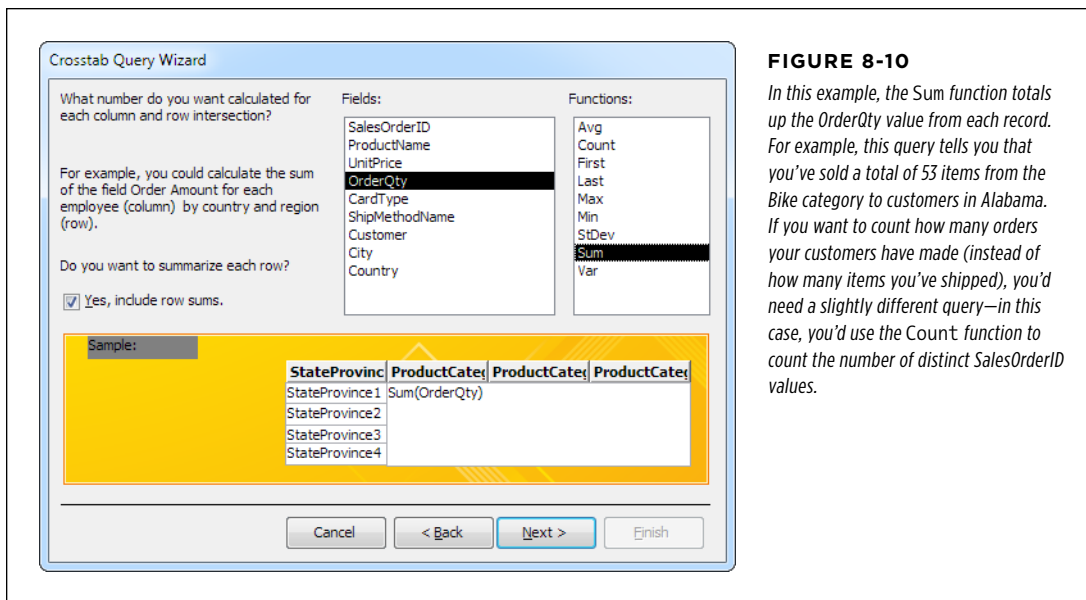 Crosstab Query Wizard
What number do you want calculated for
each column and row intersection?
For example, you could calculate the sum
of the field Order Amount for each
employee (column) by country and region
(row).
Do you want to summarize each row?
Yes, include row sums.
Fields:
SalesOrderID
ProductName
UnitPrice
OrderQty
CardType
ShipMethodName
Customer
City
Country
Functions:
Avg
Count
First
Last
Max
Min
StDev
Sum
Var
Sample:
StateProvinc ProductCateg ProductCateg ProductCateg
StateProvince1 Sum(OrderQty)
StateProvince2
StateProvince3
StateProvince4
Cancel < Back Next > Finish
FIGURE 8-10
In this example, the Sum function totals
up the OrderQty value from each record.
For example, this query tells you that
you’ve sold a total of 53 items from the
Bike category to customers in Alabama.
If you want to count how many orders
your customers have made (instead of
how many items you’ve shipped), you’d
need a slightly different query—in this
case, you’d use the Count function to
count the number of distinct SalesOrderID
values.